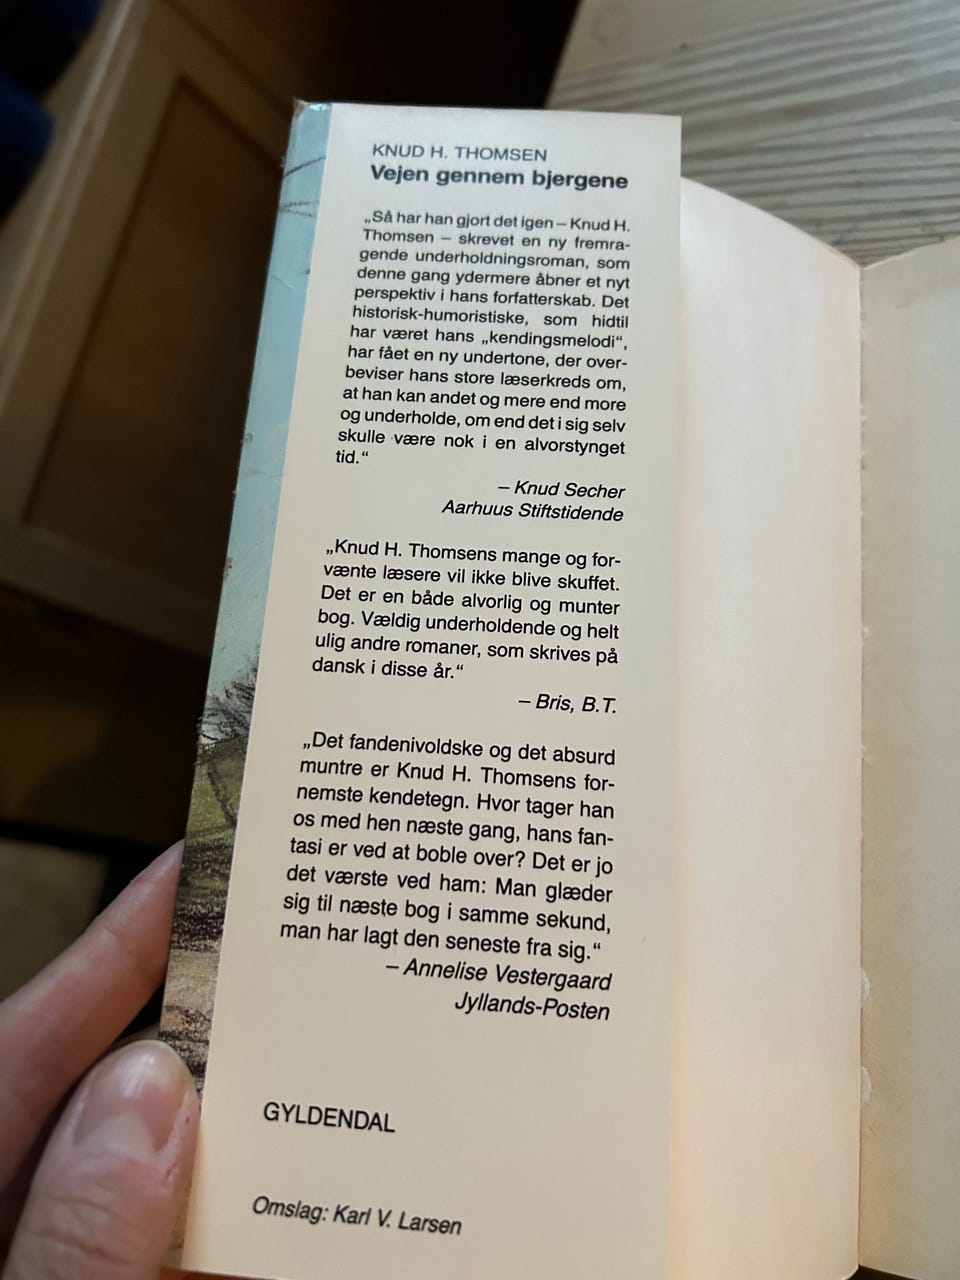 KNUD H. THOMSEN
Vejen gennem bjergene
„Så har han gjort det igen – Knud H.
Thomsen – skrevet en ny fremra-
gende underholdningsroman, som
denne gang ydermere åbner et nyt
perspektiv i hans forfatterskab. Det
historisk-humoristiske, som hidtil
har været hans „kendingsmelodi“,
har fået en ny undertone, der over-
beviser hans store læserkreds om,
at han kan andet og mere end more
og underholde, om end det i sig selv
skulle være nok i en alvorstynget
tid.“
– Knud Secher
Aarhuus Stiftstidende
„Knud H. Thomsens mange og for-
vænte læsere vil ikke blive skuffet.
Det er en både alvorlig og munter
bog. Vældig underholdende og helt
ulig andre romaner, som skrives på
dansk i disse år.“
– Bris, B.T.
„Det fandenivoldske og det absurd
muntre er Knud H. Thomsens for-
nemste kendetegn. Hvor tager han
os med hen næste gang, hans fan-
tasi er ved at boble over? Det er jo
det værste ved ham: Man glæder
sig til næste bog i samme sekund,
man har lagt den seneste fra sig.“
– Annelise Vestergaard
Jyllands-Posten
GYLDENDAL
Omslag: Karl V. Larsen